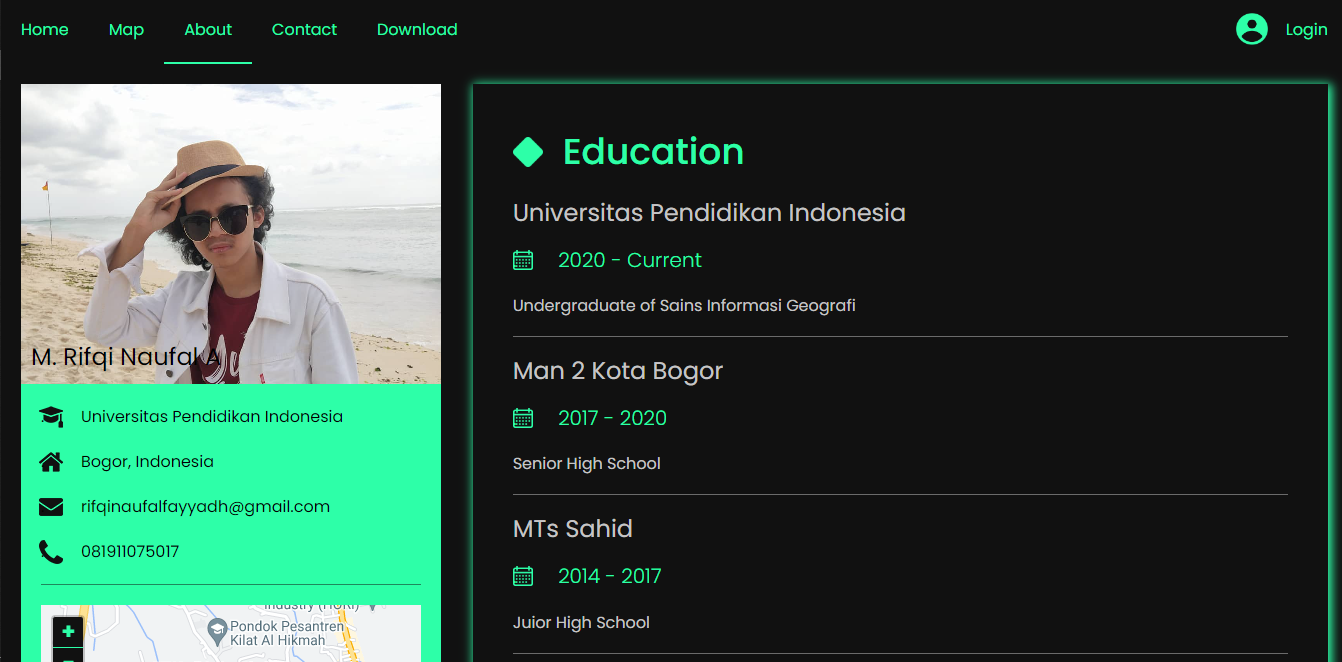 Home
Map
About
Contact
Download
Login
M. Rifqi Naufal A
Universitas Pendidikan Indonesia
Bogor, Indonesia
rifqinaufalfayyadh@gmail.com
081911075017
Pondok Pesantren
Kilat Al Hikmah
+
Education
Universitas Pendidikan Indonesia
2020 - Current
Undergraduate of Sains Informasi Geografi
Man 2 Kota Bogor
2017 - 2020
Senior High School
MTs Sahid
2014 - 2017
Juior High School